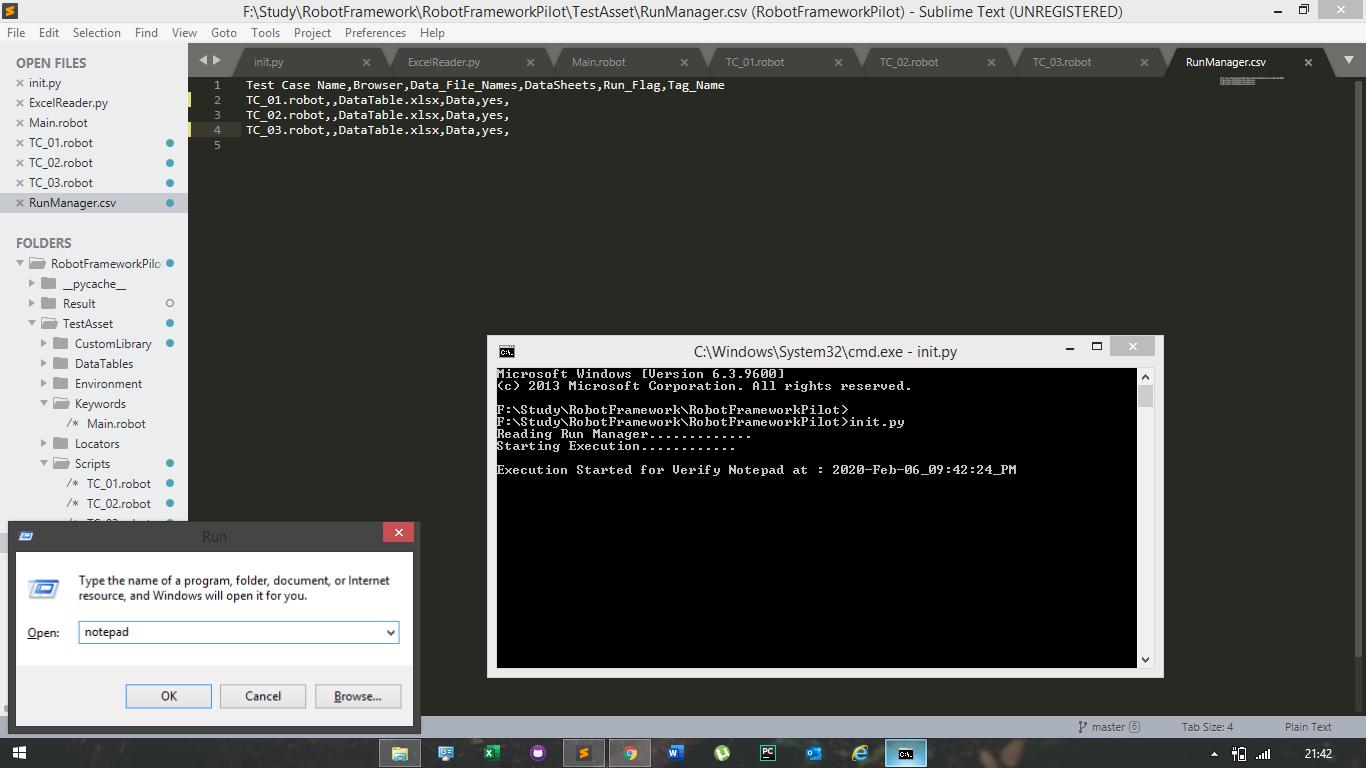 F:\Study\RobotFramework\RobotFrameworkPilot\TestAsset\RunManager.csv (RobotFrameworkPilot) - Sublime Text (UNREGISTERED)
File Edit Selection Find View Goto Tools Project Preferences Help
OPEN FILES
init.py
ExcelReader.py
Main.robot
TC_01.robot
TC_02.robot
TC_03.robot
RunManager.csv
FOLDERS
RobotFrameworkPilo
__pycache__
Result
TestAsset
CustomLibrary
DataTables
Environment
Keywords
/* Main.robot
Locators
Scripts
/* TC_01.robot
/* TC_02.robot
init.py ExcelReader.py Main.robot TC_01.robot TC_02.robot TC_03.robot RunManager.csv
1 Test Case Name,Browser,Data_File_Names,DataSheets,Run_Flag,Tag_Name
2 TC_01.robot,,DataTable.xlsx,Data,yes,
3 TC_02.robot,,DataTable.xlsx,Data,yes,
4 TC_03.robot,,DataTable.xlsx,Data,yes,
5
C:\Windows\System32\cmd.exe - init.py
Microsoft Windows [Version 6.3.9600]
(c) 2013 Microsoft Corporation. All rights reserved.
F:\Study\RobotFramework\RobotFrameworkPilot>
F:\Study\RobotFramework\RobotFrameworkPilot>init.py
Reading Run Manager.............
Starting Execution............
Execution Started for Verify Notepad at : 2020-Feb-06_09:42:24_PM
Run
Type the name of a program, folder, document, or Internet
resource, and Windows will open it for you.
Open: notepad
OK Cancel Browse...
master 6 Tab Size: 4 Plain Text
21:42